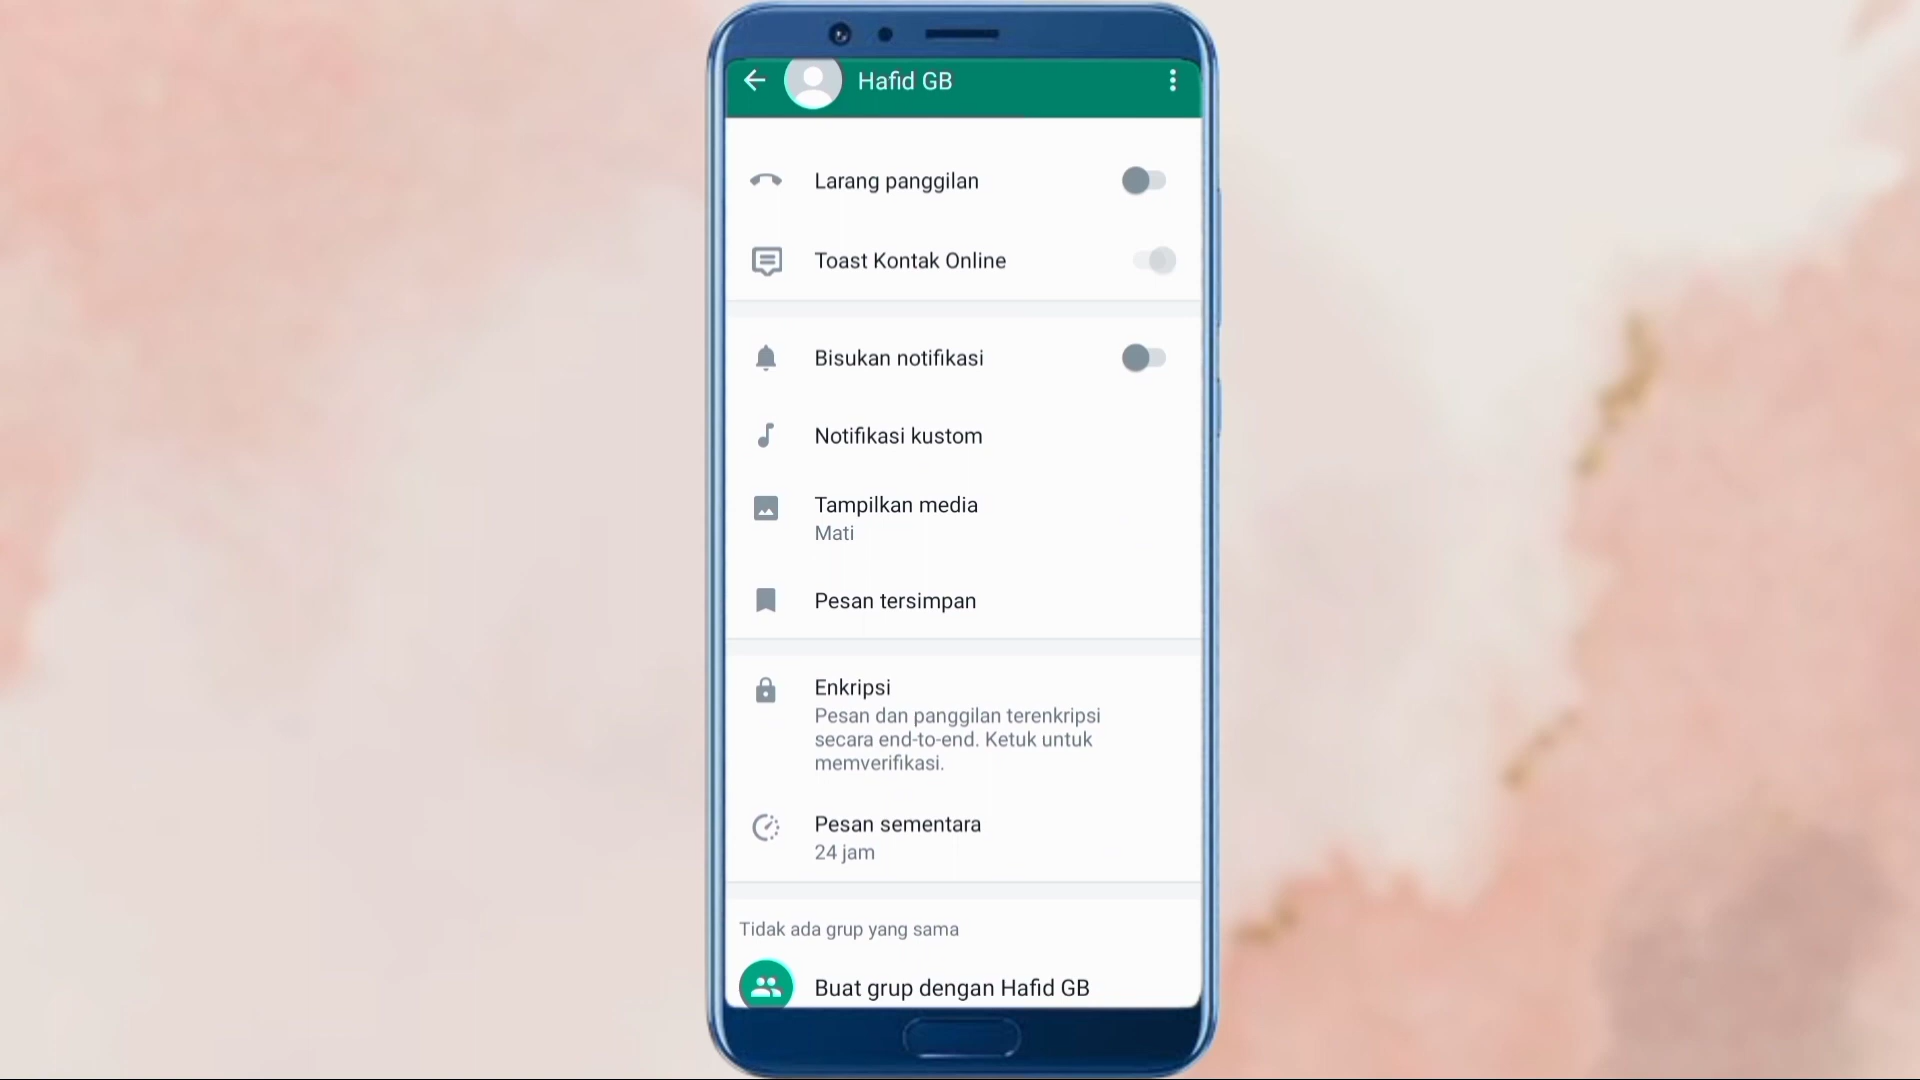 Hafid GB
Larang panggilan
Toast Kontak Online
Bisukan notifikasi
Notifikasi kustom
Tampilkan media
Mati
Pesan tersimpan
Enkripsi
Pesan dan panggilan terenkripsi
secara end-to-end. Ketuk untuk
memverifikasi.
Pesan sementara
24 jam
Tidak ada grup yang sama
Buat grup dengan Hafid GB